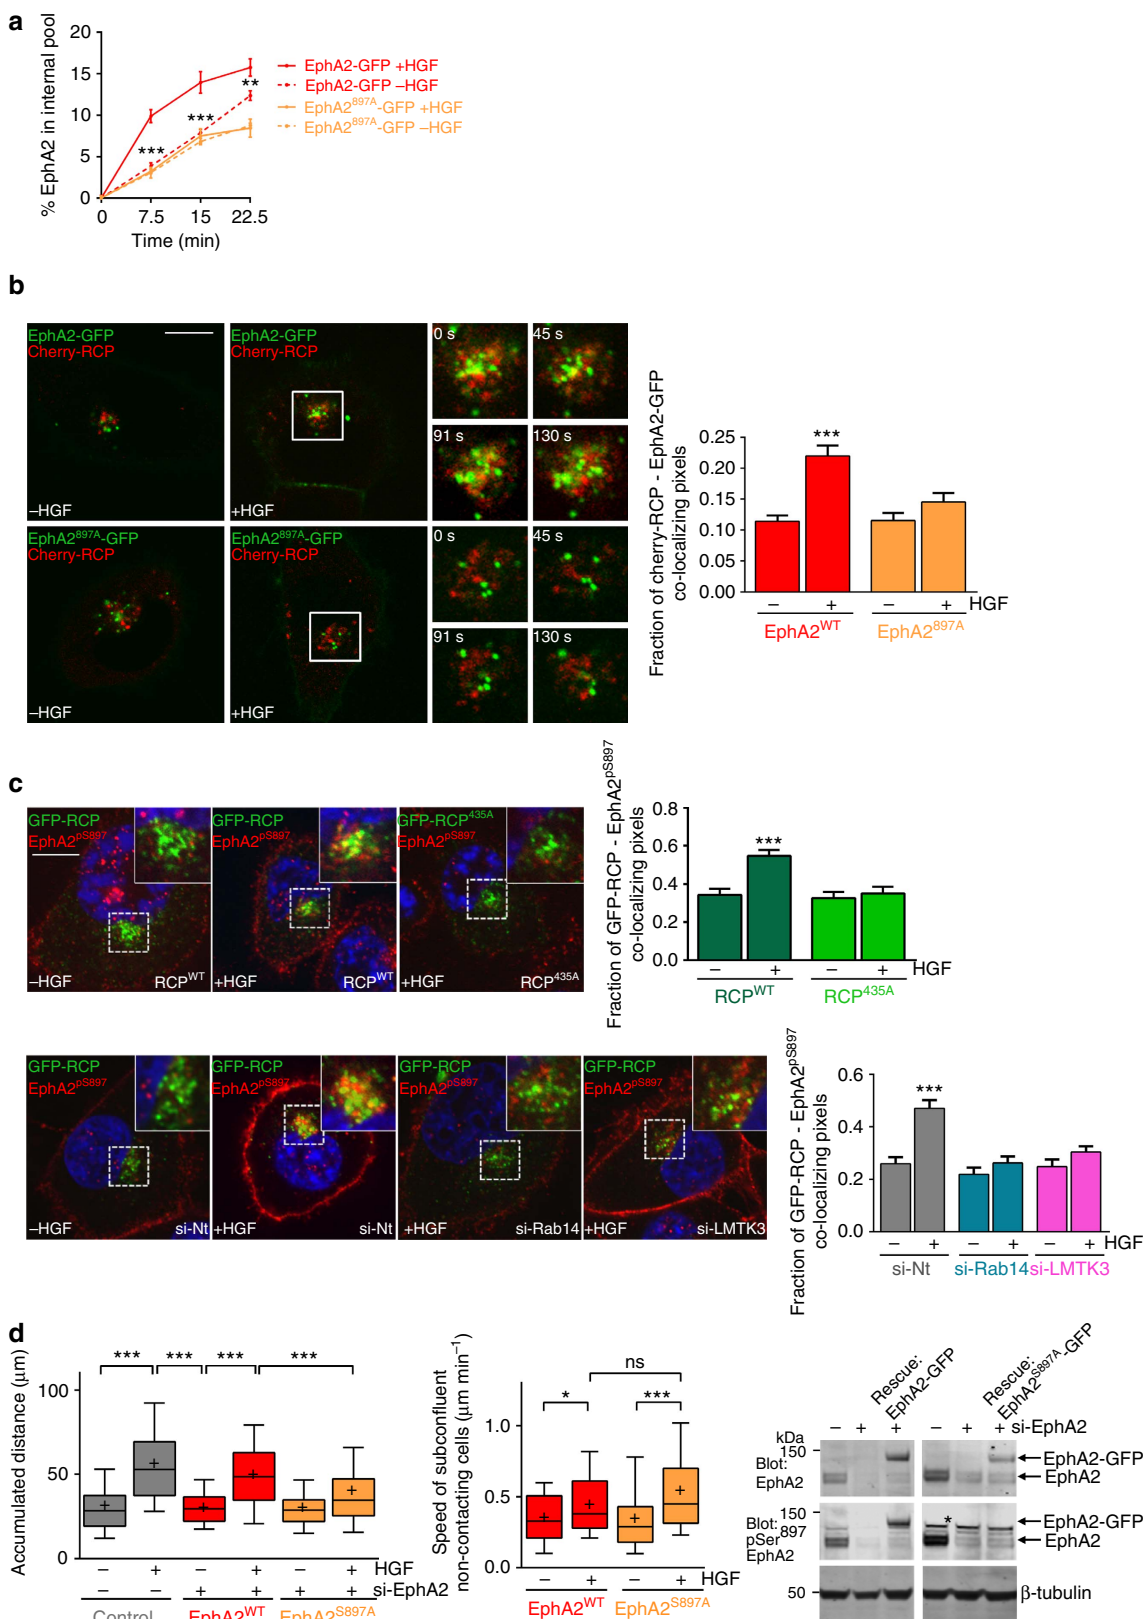 a
% EphA2 in internal pool
20
15
10
5
0
0 7.5 15 22.5
Time (min)
***
***
**
EphA2-GFP +HGF
EphA2-GFP –HGF
EphA2897A-GFP +HGF
EphA2897A-GFP –HGF
b
EphA2-GFP
Cherry-RCP
–HGF
EphA2-GFP
Cherry-RCP
+HGF
0 s
45 s
91 s
130 s
EphA2897A-GFP
Cherry-RCP
–HGF
EphA2897A-GFP
Cherry-RCP
+HGF
0 s
45 s
91 s
130 s
Fraction of cherry-RCP - EphA2-GFP
co-localizing pixels
0.25
0.20
0.15
0.10
0.05
0.00
***
– + – + HGF
EphA2WT EphA2897A
c
GFP-RCP
EphA2pS897
–HGF RCPWT
+HGF RCPWT
GFP-RCP
EphA2pS897
GFP-RCP435A
EphA2pS897
+HGF RCP435A
Fraction of GFP-RCP - EphA2pS897
co-localizing pixels
0.8
0.6
0.4
0.2
0.0
***
– + – + HGF
RCPWT RCP435A
GFP-RCP
EphA2pS897
–HGF si-Nt
GFP-RCP
EphA2pS897
+HGF si-Nt
GFP-RCP
EphA2pS897
+HGF si-Rab14
GFP-RCP
EphA2pS897
+HGF si-LMTK3
Fraction of GFP-RCP - EphA2pS897
co-localizing pixels
0.6
0.4
0.2
0.0
***
– + – + – + HGF
si-Nt si-Rab14 si-LMTK3
d
Accumulated distance (µm)
100
50
0
*** *** *** ***
– + – + – + HGF
– – + + + + si-EphA2
Control EphA2WT EphA2S897A
Speed of subconfluent
non-contacting cells (µm min−1)
1.0
0.5
0.0
ns
* ***
– + – + HGF
EphA2WT EphA2S897A
Rescue:
EphA2-GFP
Rescue:
EphA2S897A-GFP
– + + – + + si-EphA2
kDa
150
Blot:
EphA2
EphA2-GFP
EphA2
150
Blot:
pSer897
EphA2
*
EphA2-GFP
EphA2
50
β-tubulin